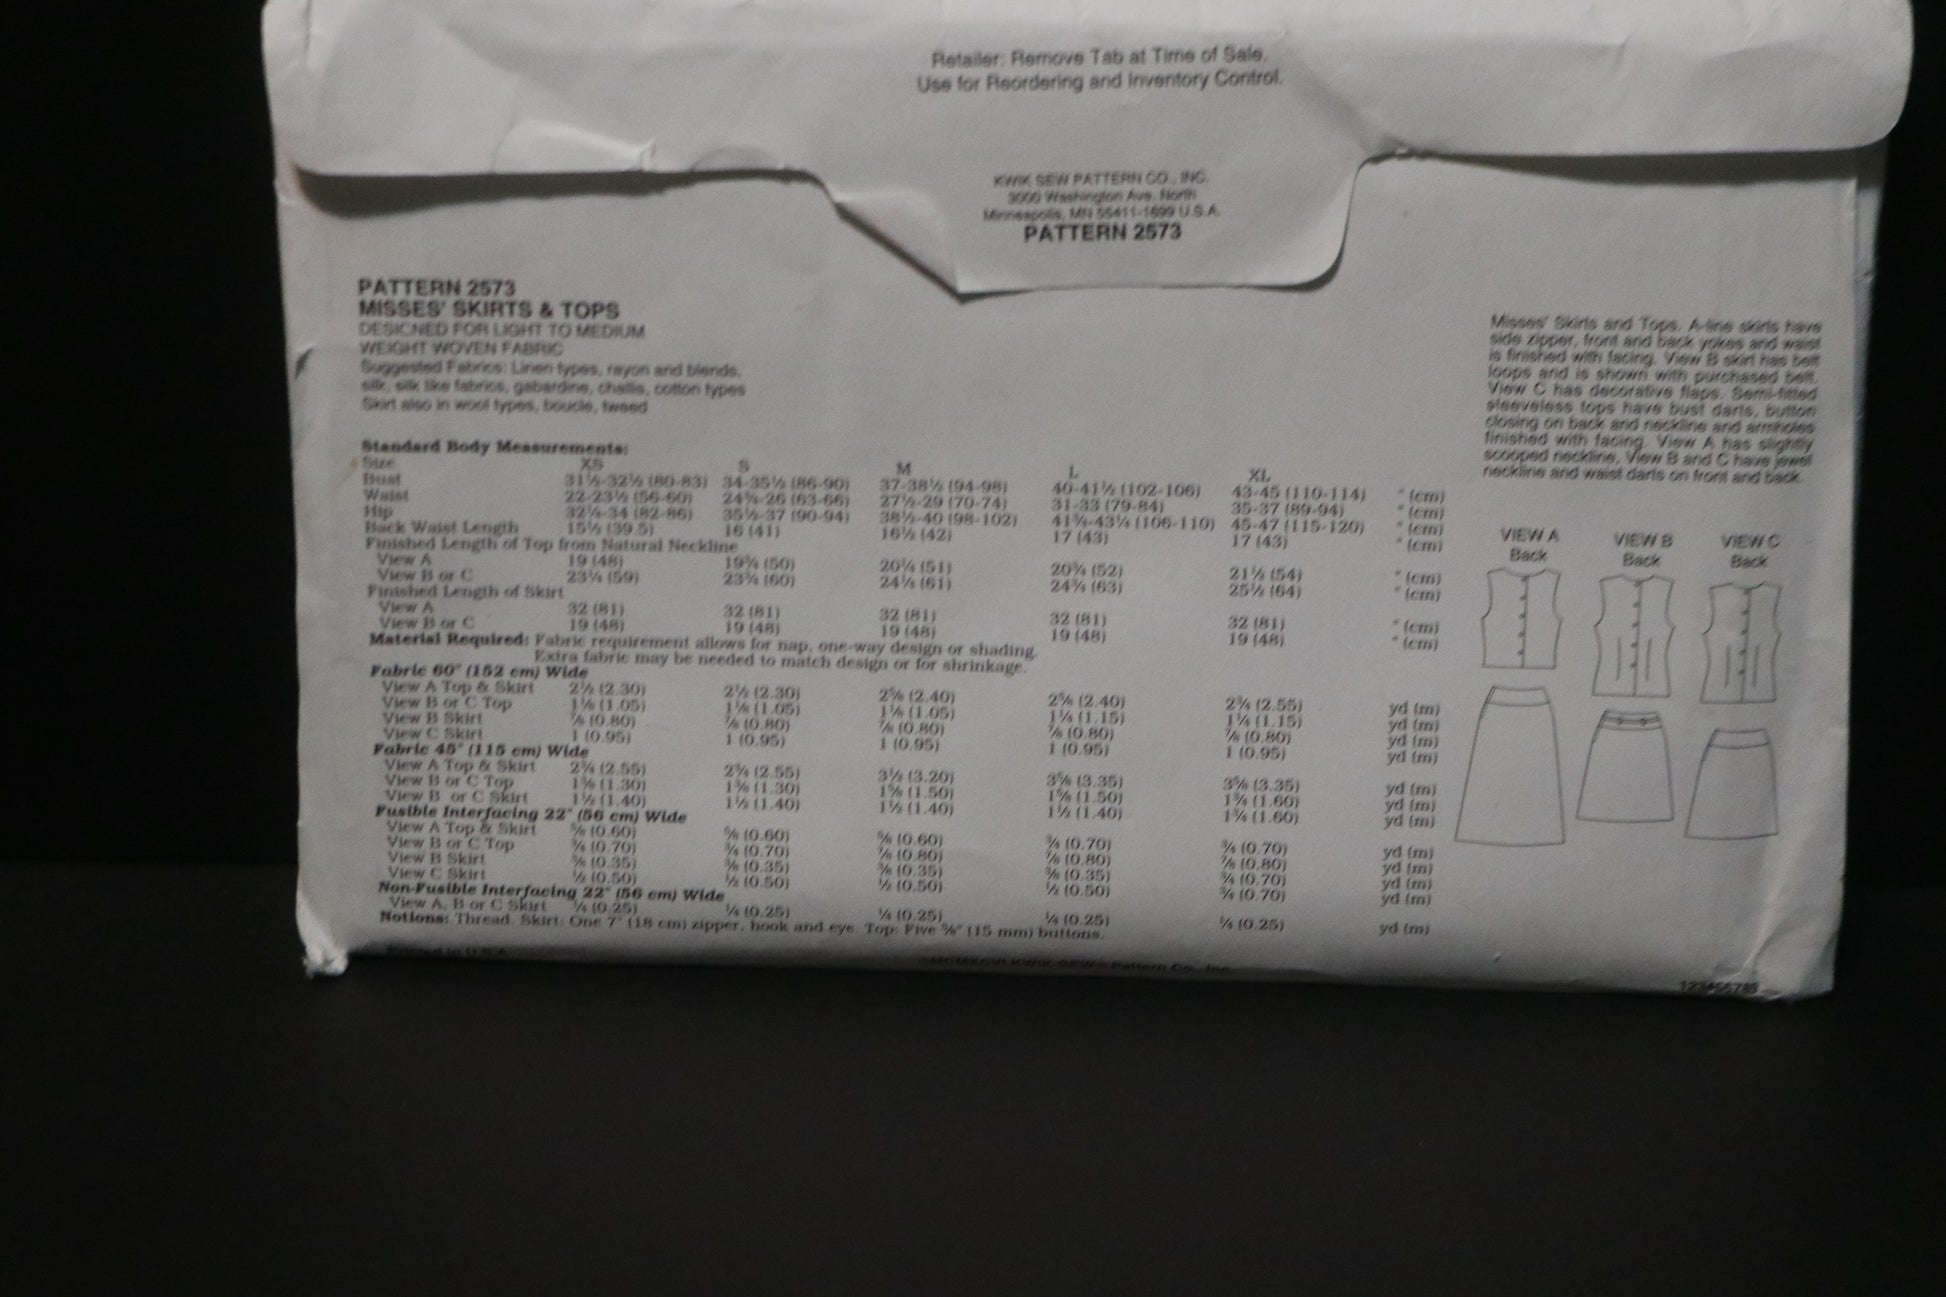 Retailer: Remove Tab at Time of Sale.
Use for Reordering and Inventory Control.
KWIK SEW PATTERN CO., INC.
3000 Washington Ave. North
Minneapolis, MN 55411-1699 U.S.A.
PATTERN 2573
PATTERN 2573
MISSES' SKIRTS & TOPS
DESIGNED FOR LIGHT TO MEDIUM
WEIGHT WOVEN FABRIC
Suggested Fabrics: Linen types, rayon and blends,
silk, silk like fabrics, gabardine, challis, cotton types
Skirt also in wool types, boucle, tweed
Misses' Skirts and Tops. A-line skirts have
side zipper, front and back yokes and waist
is finished with facing. View B skirt has belt
loops and is shown with purchased belt.
View C has decorative flaps. Semi-fitted
sleeveless tops have bust darts, button
closing on back and neckline and armholes
finished with facing. View A has slightly
scooped neckline, View B and C have jewel
neckline and waist darts on front and back.
Standard Body Measurements:
Size XS S M L XL
Bust 31½-32½ (80-83) 34-35½ (86-90) 37-38½ (94-98) 40-41½ (102-106) 43-45 (110-114) " (cm)
Waist 22-23½ (56-60) 24¾-26 (63-66) 27½-29 (70-74) 31-33 (79-84) 35-37 (89-94) " (cm)
Hip 32¼-34 (82-86) 35½-37 (90-94) 38½-40 (98-102) 41¾-43¼ (106-110) 45-47 (115-120) " (cm)
Back Waist Length 15½ (39.5) 16 (41) 16½ (42) 17 (43) 17 (43) " (cm)
Finished Length of Top from Natural Neckline
View A 19 (48) 19¾ (50) 20¼ (51) 20¾ (52) 21½ (54) " (cm)
View B or C 23¼ (59) 23¾ (60) 24¼ (61) 24¾ (63) 25½ (64) " (cm)
Finished Length of Skirt
View A 32 (81) 32 (81) 32 (81) 32 (81) 32 (81) " (cm)
View B or C 19 (48) 19 (48) 19 (48) 19 (48) 19 (48) " (cm)
Material Required: Fabric requirement allows for nap, one-way design or shading.
Extra fabric may be needed to match design or for shrinkage.
Fabric 60" (152 cm) Wide
View A Top & Skirt 2½ (2.30) 2½ (2.30) 2⅝ (2.40) 2⅝ (2.40) 2¾ (2.55) yd (m)
View B or C Top 1⅛ (1.05) 1⅛ (1.05) 1⅛ (1.05) 1¼ (1.15) 1¼ (1.15) yd (m)
View B Skirt ⅞ (0.80) ⅞ (0.80) ⅞ (0.80) ⅞ (0.80) ⅞ (0.80) yd (m)
View C Skirt 1 (0.95) 1 (0.95) 1 (0.95) 1 (0.95) 1 (0.95) yd (m)
Fabric 45" (115 cm) Wide
View A Top & Skirt 2¾ (2.55) 2¾ (2.55) 3½ (3.20) 3⅝ (3.35) 3⅝ (3.35) yd (m)
View B or C Top 1⅜ (1.30) 1⅜ (1.30) 1⅝ (1.50) 1⅝ (1.50) 1¾ (1.60) yd (m)
View B or C Skirt 1½ (1.40) 1½ (1.40) 1½ (1.40) 1½ (1.40) 1¾ (1.60) yd (m)
Fusible Interfacing 22" (56 cm) Wide
View A Top & Skirt ⅝ (0.60) ⅝ (0.60) ⅝ (0.60) ¾ (0.70) ¾ (0.70) yd (m)
View B or C Top ¾ (0.70) ¾ (0.70) ⅞ (0.80) ⅞ (0.80) ⅞ (0.80) yd (m)
View B Skirt ⅜ (0.35) ⅜ (0.35) ⅜ (0.35) ⅜ (0.35) ¾ (0.70) yd (m)
View C Skirt ½ (0.50) ½ (0.50) ½ (0.50) ½ (0.50) ¾ (0.70) yd (m)
Non-Fusible Interfacing 22" (56 cm) Wide
View A, B or C Skirt ¼ (0.25) ¼ (0.25) ¼ (0.25) ¼ (0.25) ¼ (0.25) yd (m)
Notions: Thread. Skirt: One 7" (18 cm) zipper, hook and eye. Top: Five ⅝" (15 mm) buttons.
VIEW A VIEW B VIEW C
Back Back Back
Printed in U.S.A.
©MCMXCVI KWIK-SEW® Pattern Co., Inc.
123456789